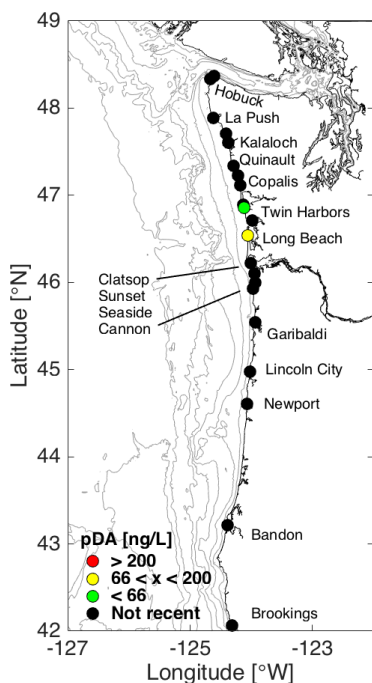 49
48
47
46
45
44
43
42
Latitude [°N]
Hobuck
La Push
Kalaloch
Quinault
Copalis
Twin Harbors
Long Beach
Clatsop
Sunset
Seaside
Cannon
Garibaldi
Lincoln City
Newport
Bandon
Brookings
pDA [ng/L]
> 200
66 < x < 200
< 66
Not recent
-127
-125
-123
Longitude [°W]